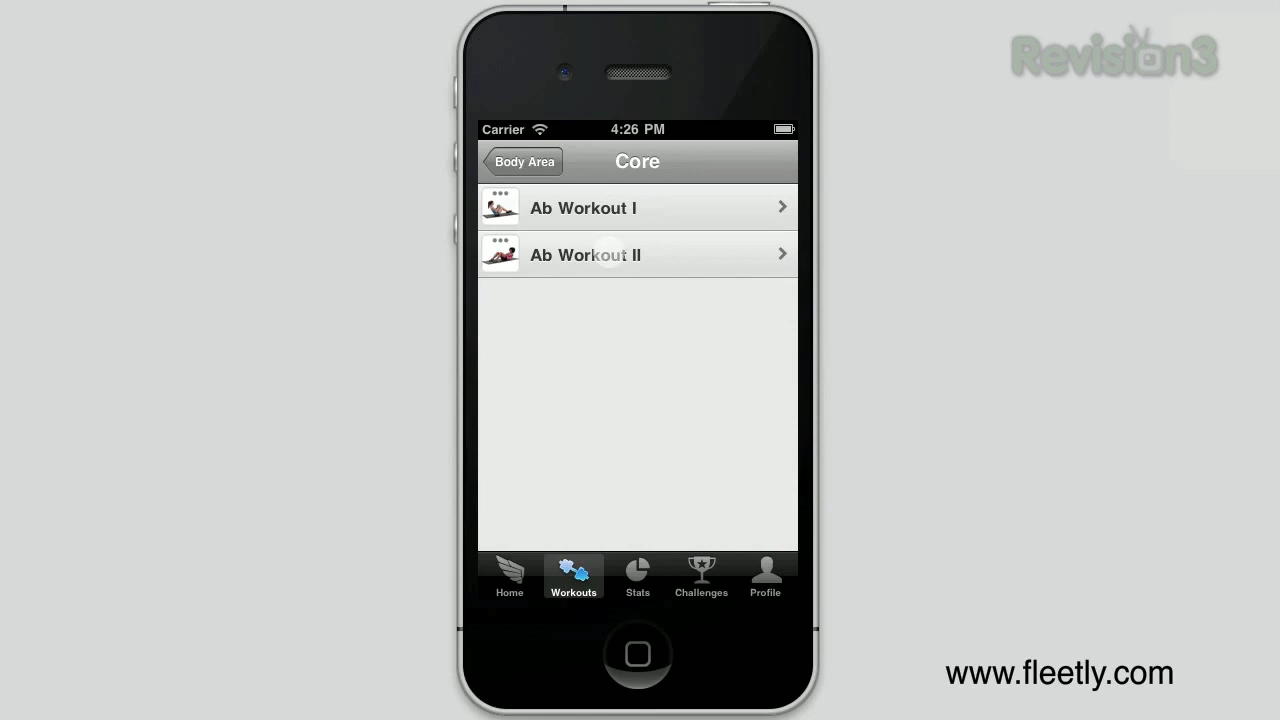 Revision3
Carrier 4:26 PM
Body Area Core
Ab Workout I
Ab Workout II
Home Workouts Stats Challenges Profile
www.fleetly.com